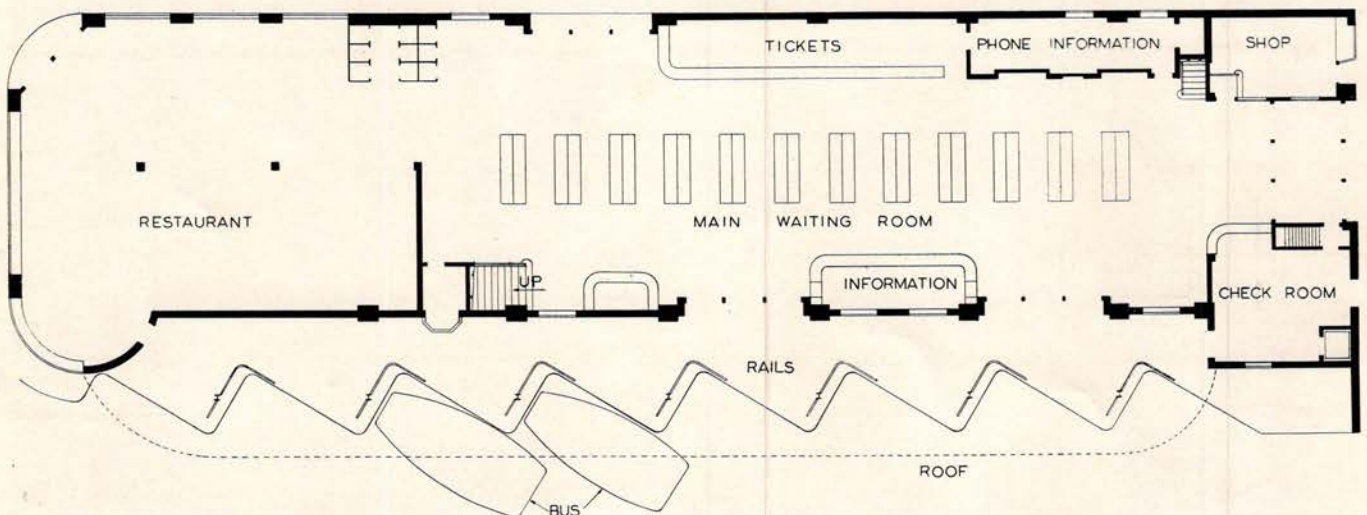 TICKETS
PHONE INFORMATION
SHOP
RESTAURANT
MAIN WAITING ROOM
UP
INFORMATION
CHECK ROOM
RAILS
ROOF
BUS